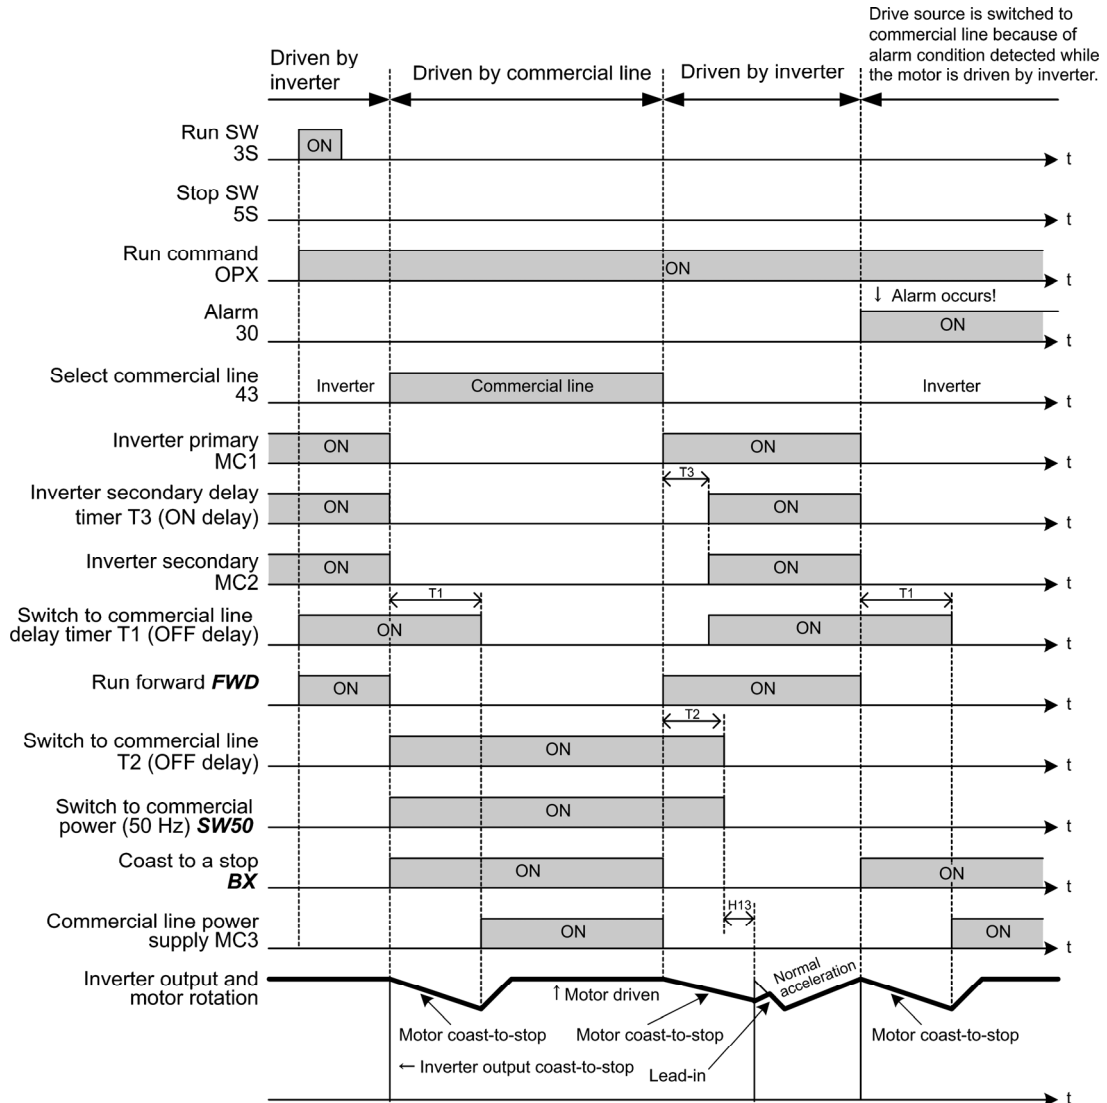 Drive source is switched to
commercial line because of
alarm condition detected while
the motor is driven by inverter.
Driven by
inverter
Driven by commercial line
Driven by inverter
Run SW
3S
ON
t
Stop SW
5S
t
Run command
OPX
ON
t
↓ Alarm occurs!
Alarm
30
ON
t
Select commercial line
43
Inverter
Commercial line
Inverter
t
Inverter primary
MC1
ON
ON
t
T3
Inverter secondary delay
timer T3 (ON delay)
ON
ON
t
Inverter secondary
MC2
ON
ON
t
T1
T1
Switch to commercial line
delay timer T1 (OFF delay)
ON
ON
t
Run forward FWD
ON
ON
t
T2
Switch to commercial line
T2 (OFF delay)
ON
t
Switch to commercial
power (50 Hz) SW50
ON
t
Coast to a stop
BX
ON
ON
t
H13
Commercial line power
supply MC3
ON
ON
t
Inverter output and
motor rotation
Normal
acceleration
↑ Motor driven
Motor coast-to-stop
Motor coast-to-stop
Motor coast-to-stop
← Inverter output coast-to-stop
Lead-in
t